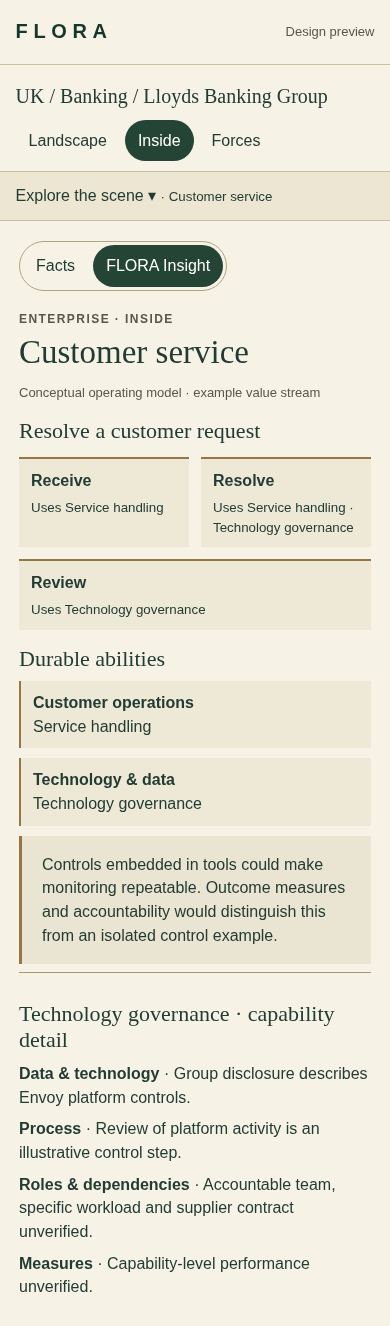 FLORA
Design preview
UK / Banking / Lloyds Banking Group
Landscape
Inside
Forces
Explore the scene ▾ · Customer service
Facts
FLORA Insight
ENTERPRISE · INSIDE
Customer service
Conceptual operating model · example value stream
Resolve a customer request
Receive
Uses Service handling
Resolve
Uses Service handling ·
Technology governance
Review
Uses Technology governance
Durable abilities
Customer operations
Service handling
Technology & data
Technology governance
Controls embedded in tools could make
monitoring repeatable. Outcome measures
and accountability would distinguish this
from an isolated control example.
Technology governance · capability
detail
Data & technology · Group disclosure describes
Envoy platform controls.
Process · Review of platform activity is an
illustrative control step.
Roles & dependencies · Accountable team,
specific workload and supplier contract
unverified.
Measures · Capability-level performance
unverified.